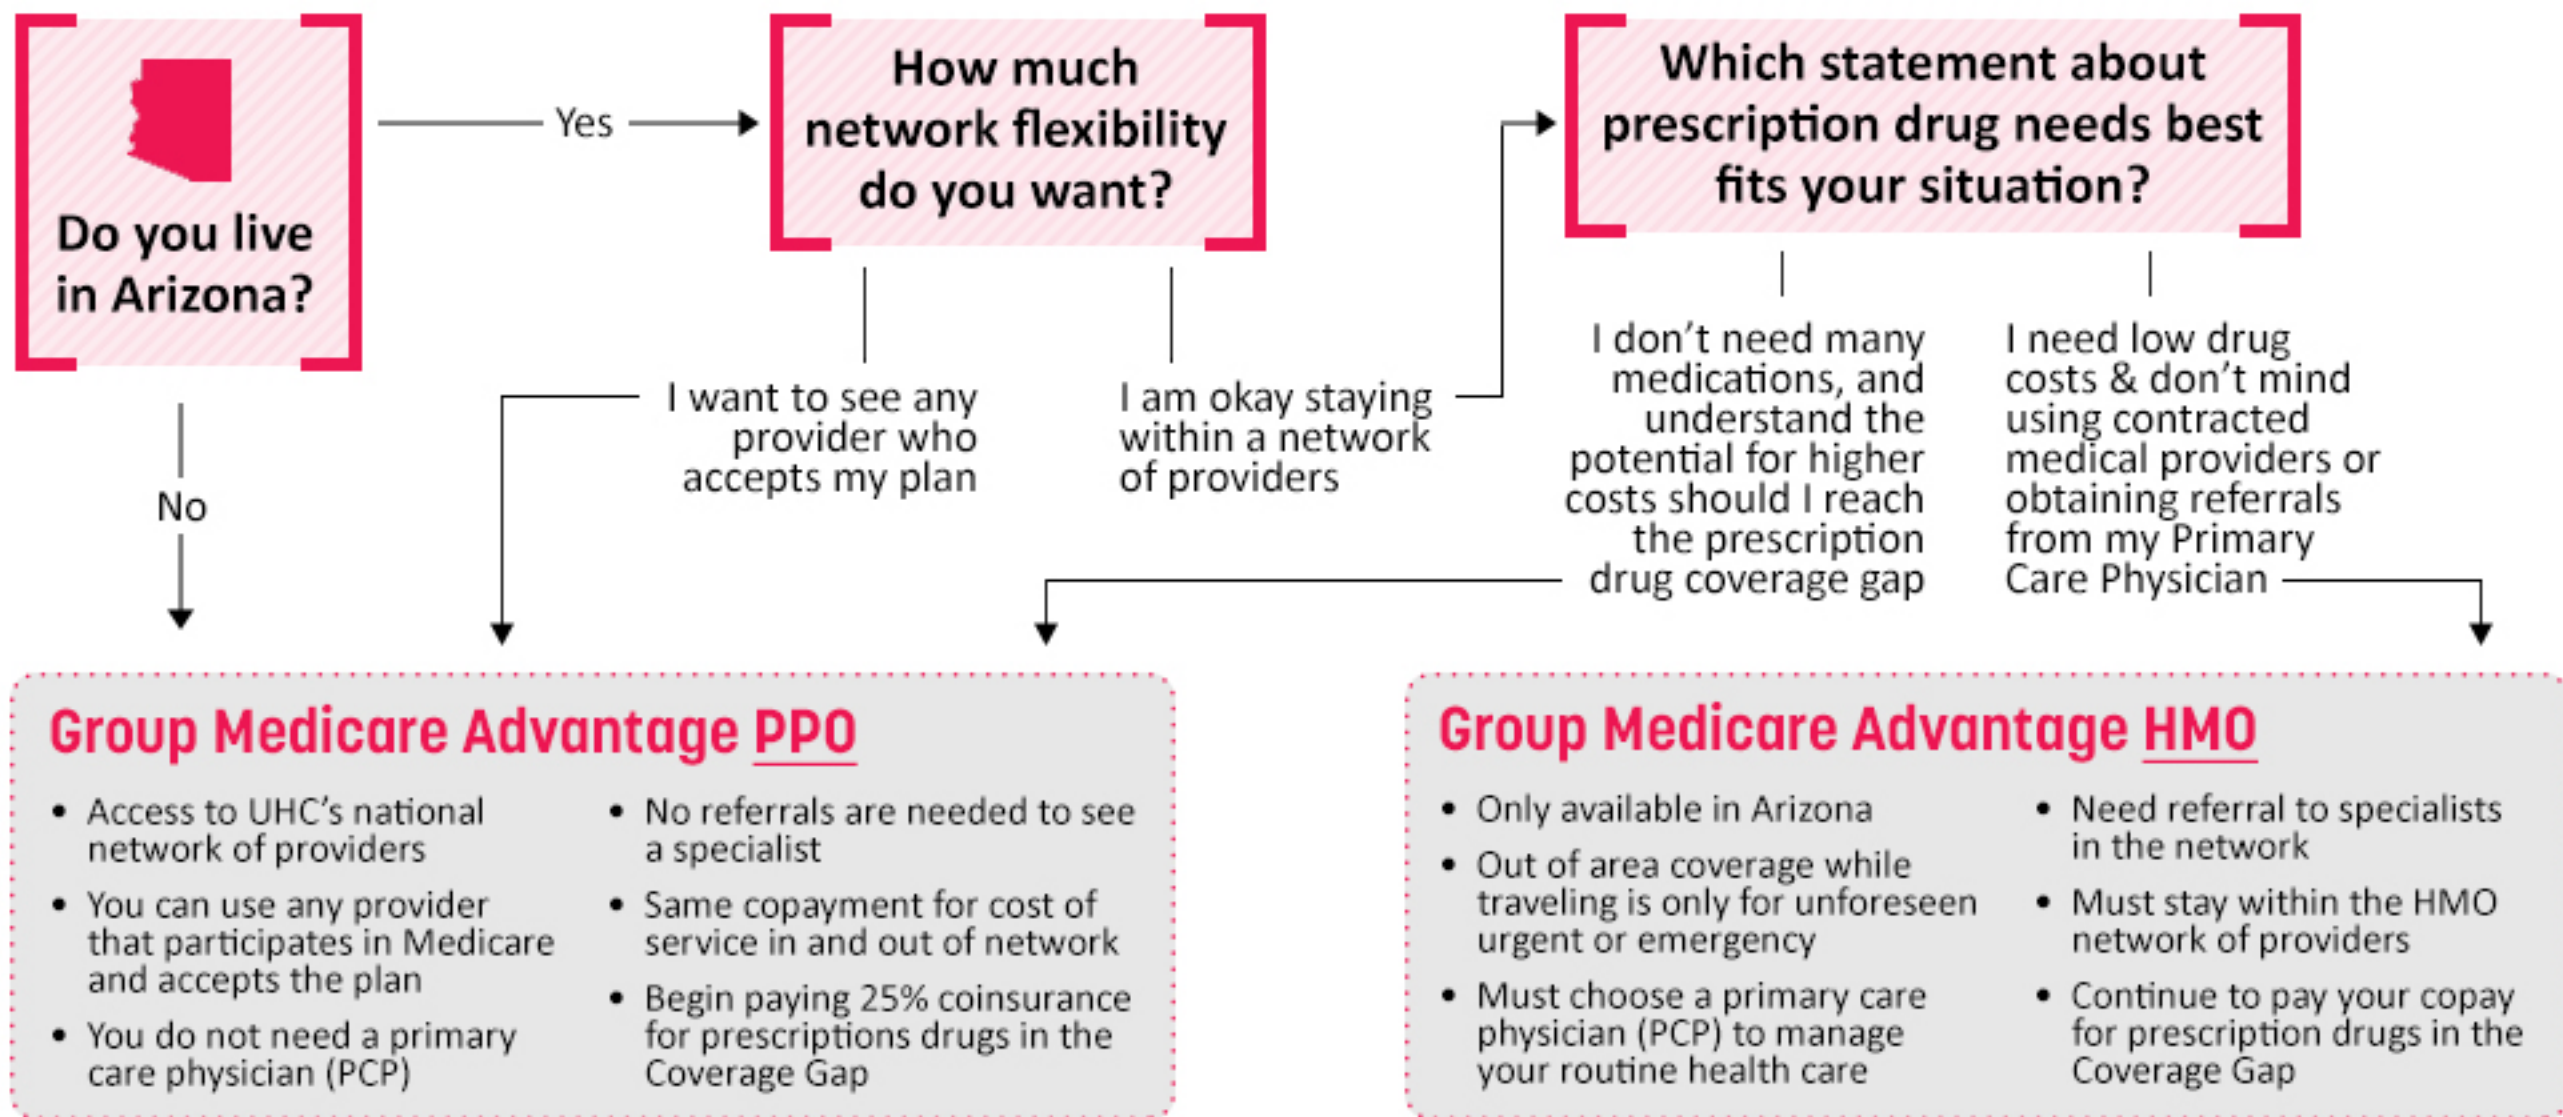 Do you live
in Arizona?
Yes
No
How much
network flexibility
do you want?
I want to see any
provider who
accepts my plan
I am okay staying
within a network
of providers
Which statement about
prescription drug needs best
fits your situation?
I don't need many
medications, and
understand the
potential for higher
costs should I reach
the prescription
drug coverage gap
I need low drug
costs & don't mind
using contracted
medical providers or
obtaining referrals
from my Primary
Care Physician
Group Medicare Advantage PPO
• Access to UHC's national
network of providers
• You can use any provider
that participates in Medicare
and accepts the plan
• You do not need a primary
care physician (PCP)
• No referrals are needed to see
a specialist
• Same copayment for cost of
service in and out of network
• Begin paying 25% coinsurance
for prescriptions drugs in the
Coverage Gap
Group Medicare Advantage HMO
• Only available in Arizona
• Out of area coverage while
traveling is only for unforeseen
urgent or emergency
• Must choose a primary care
physician (PCP) to manage
your routine health care
• Need referral to specialists
in the network
• Must stay within the HMO
network of providers
• Continue to pay your copay
for prescription drugs in the
Coverage Gap